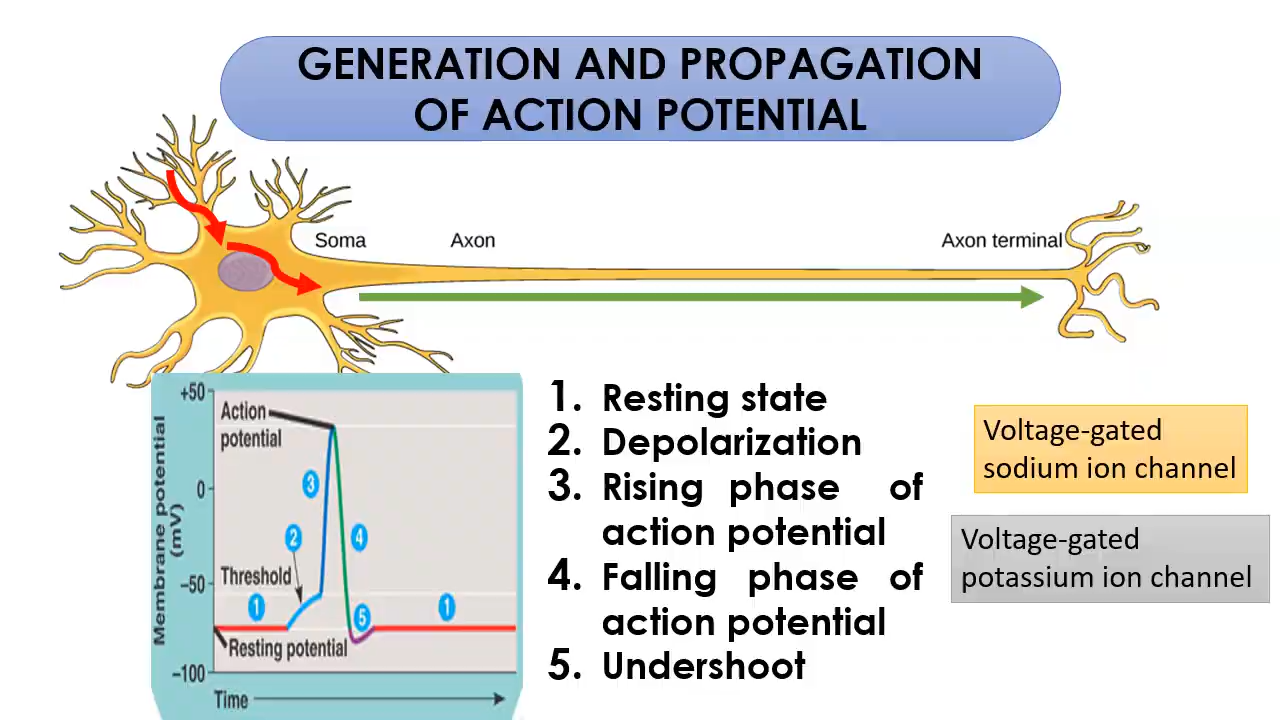 GENERATION AND PROPAGATION
OF ACTION POTENTIAL
Soma
Axon
Axon terminal
+50
Action
potential
3
0
Membrane potential
(mV)
2
4
Threshold
−50
1
5
1
Resting potential
−100
Time
1. Resting state
2. Depolarization
3. Rising phase of
action potential
4. Falling phase of
action potential
5. Undershoot
Voltage-gated
sodium ion channel
Voltage-gated
potassium ion channel